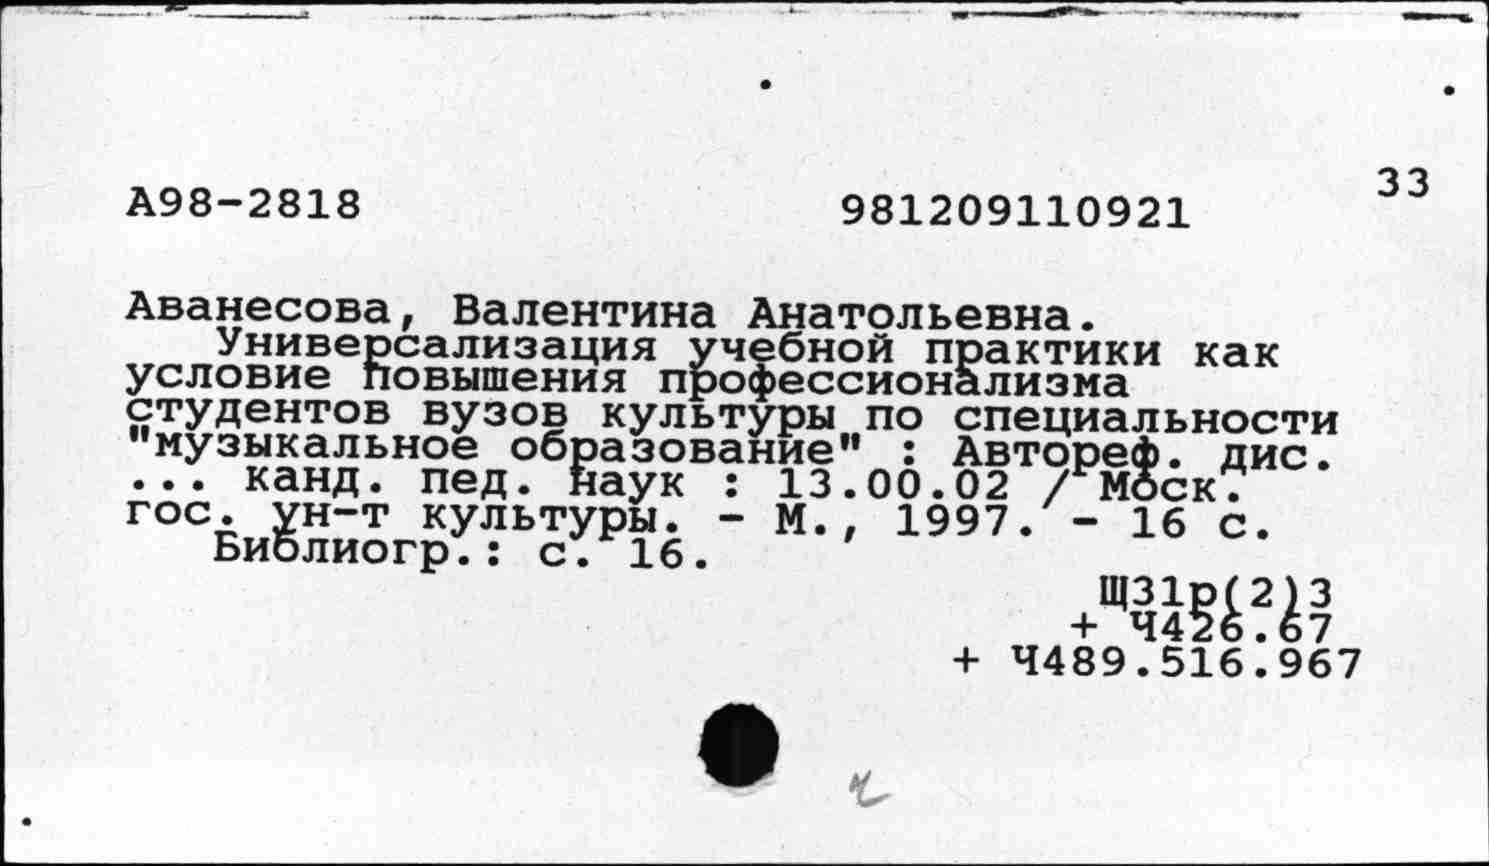 33
А98-2818 981209110921
Аванесова, Валентина Анатольевна.
Универсализация учебной практики как
условие повышения профессионализма
студентов вузов культуры по специальности
"музыкальное образование" : Автореф. дис.
... канд. пед. наук : 13.00.02 / Моск.
гос. ун-т культуры. - М., 1997. - 16 с.
Библиогр.: с. 16.
Щ31р(2)3
+ Ч426.67
+ Ч489.516.967